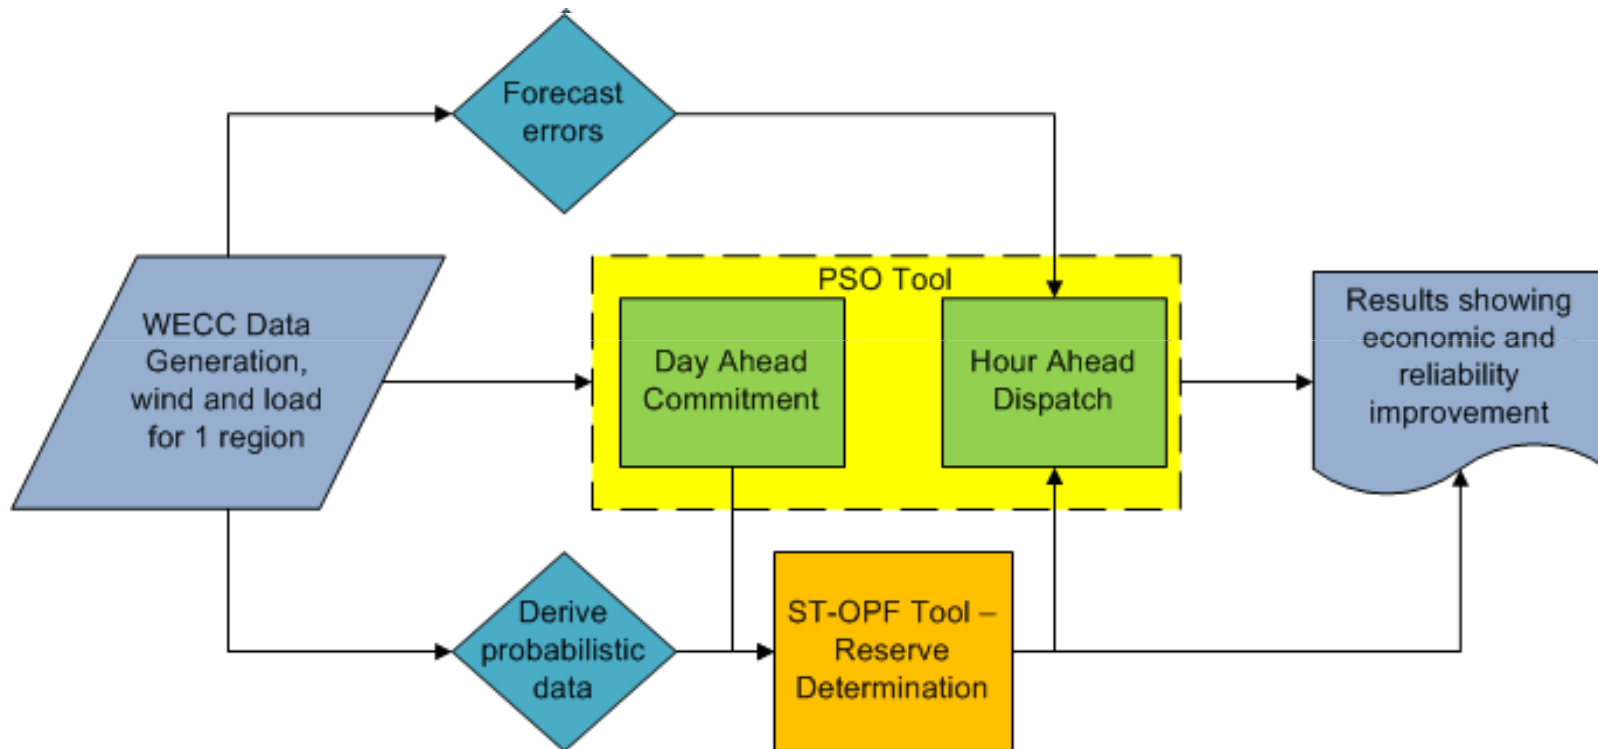 Forecast
errors
PSO Tool
WECC Data
Generation,
wind and load
for 1 region
Day Ahead
Commitment
Hour Ahead
Dispatch
Results showing
economic and
reliability
improvement
Derive
probabilistic
data
ST-OPF Tool –
Reserve
Determination